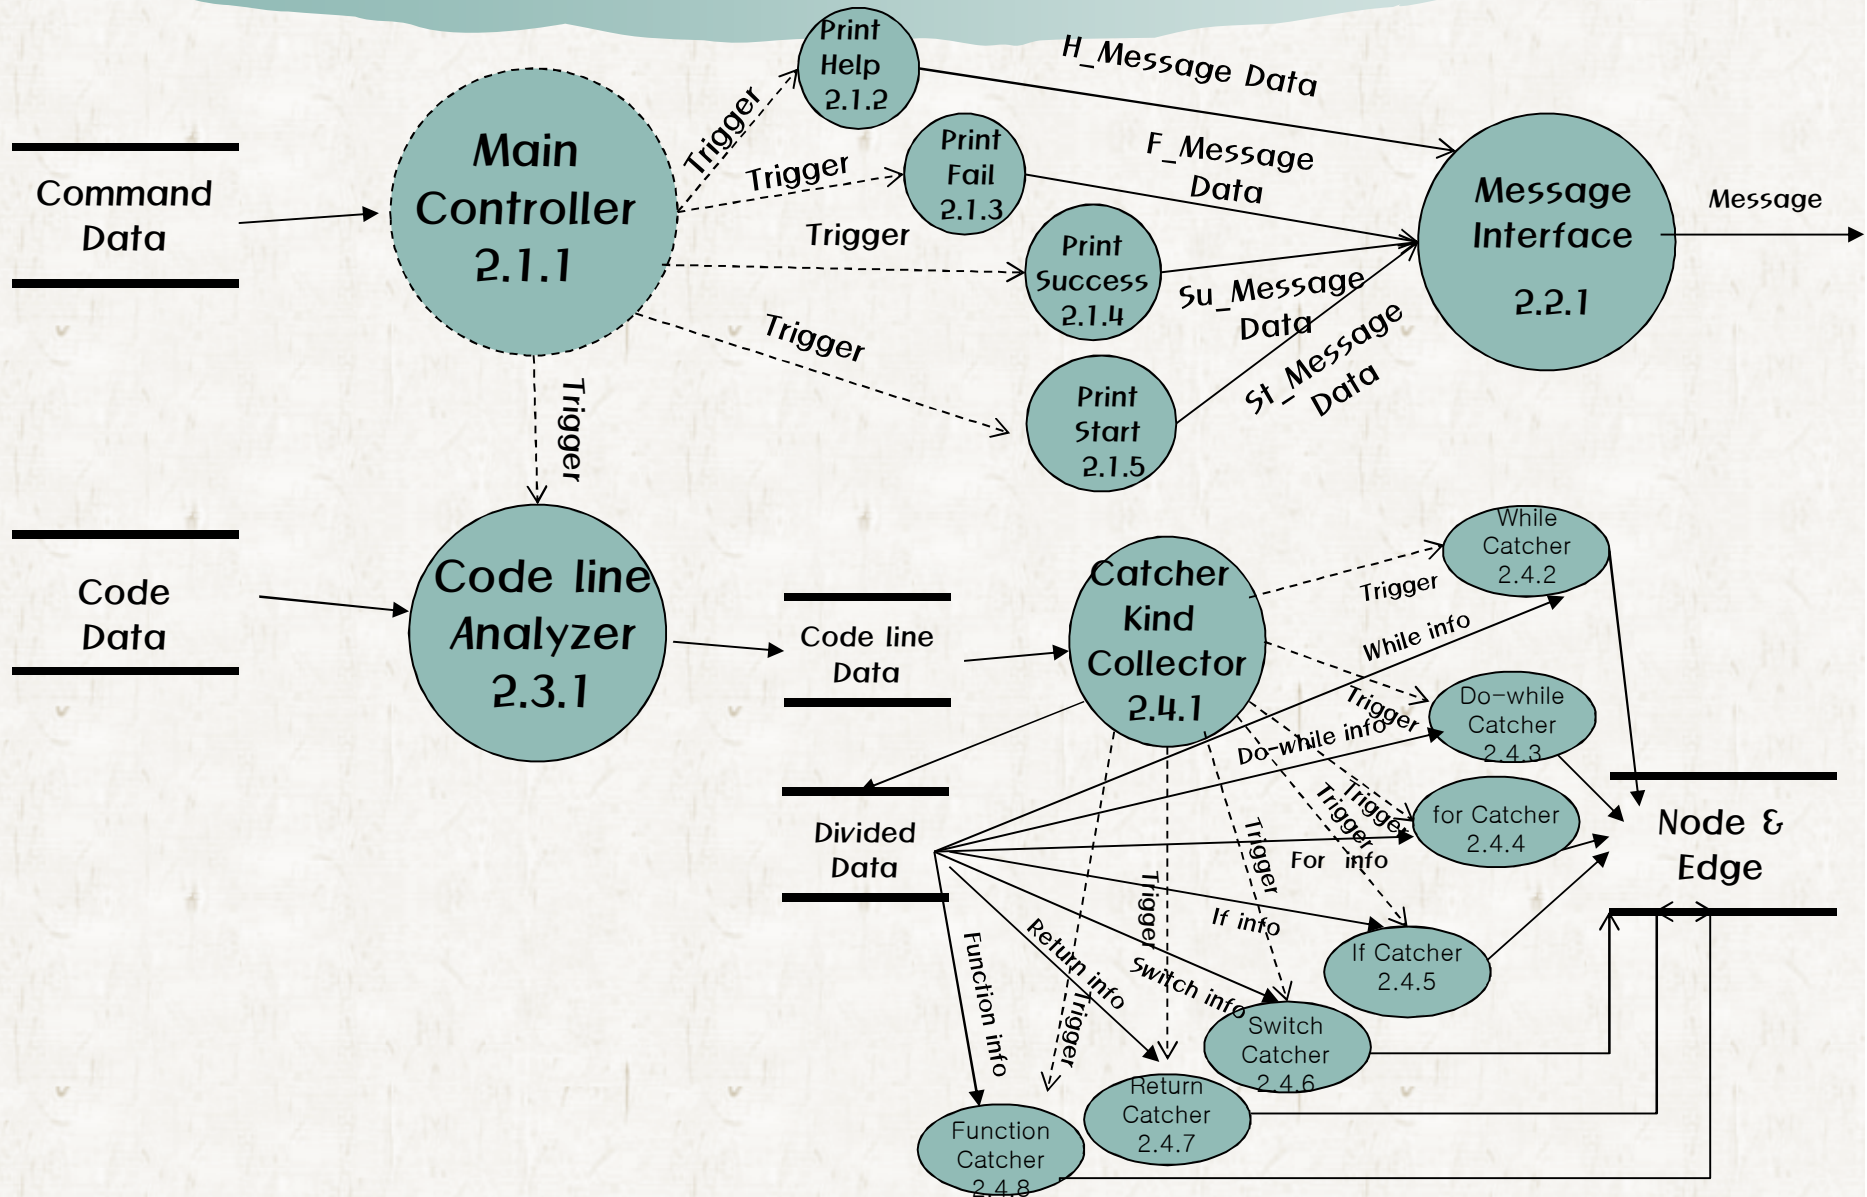 Print
Help
2.1.2
H_Message Data
Trigger
Main
Controller
2.1.1
Command
Data
Trigger
Print
Fail
2.1.3
F_Message
Data
Message
Interface
2.2.1
Message
Trigger
Print
Success
2.1.4
Su_Message
Data
Trigger
Print
Start
2.1.5
St_Message
Data
Trigger
Code
Data
Code line
Analyzer
2.3.1
Code line
Data
Catcher
Kind
Collector
2.4.1
Trigger
While
Catcher
2.4.2
While info
Trigger
Do-while
Catcher
2.4.3
Do-while info
Divided
Data
Trigger
Trigger
for Catcher
2.4.4
For info
Node &
Edge
Trigger
If info
If Catcher
2.4.5
Trigger
Switch info
Switch
Catcher
2.4.6
Return info
Trigger
Return
Catcher
2.4.7
Function info
Function
Catcher
2.4.8